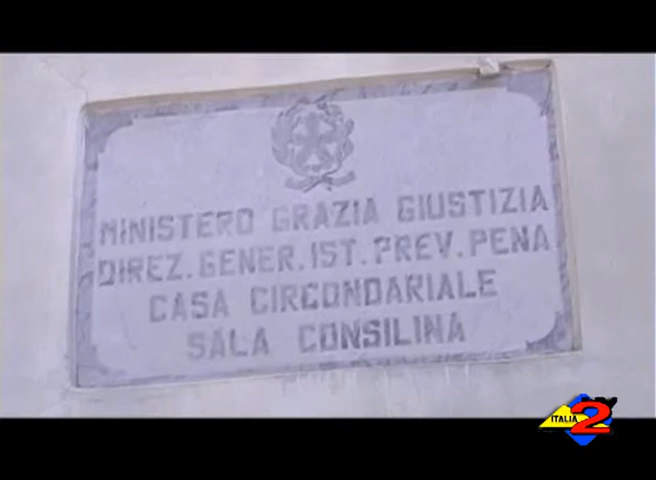 MINISTERO GRAZIA GIUSTIZIA
DIREZ. GENER. IST. PREV. PENA
CASA CIRCONDARIALE
SALA CONSILINA
ITALIA 2